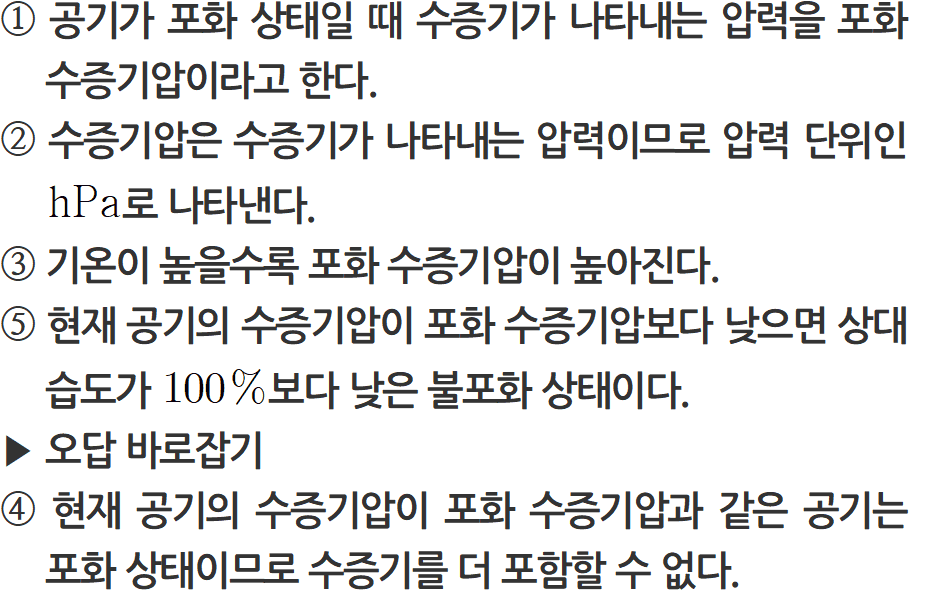 ① 공기가 포화 상태일 때 수증기가 나타내는 압력을 포화
수증기압이라고 한다.
② 수증기압은 수증기가 나타내는 압력이므로 압력 단위인
hPa로 나타낸다.
③ 기온이 높을수록 포화 수증기압이 높아진다.
⑤ 현재 공기의 수증기압이 포화 수증기압보다 낮으면 상대
습도가 100%보다 낮은 불포화 상태이다.
▶ 오답 바로잡기
④ 현재 공기의 수증기압이 포화 수증기압과 같은 공기는
포화 상태이므로 수증기를 더 포함할 수 없다.